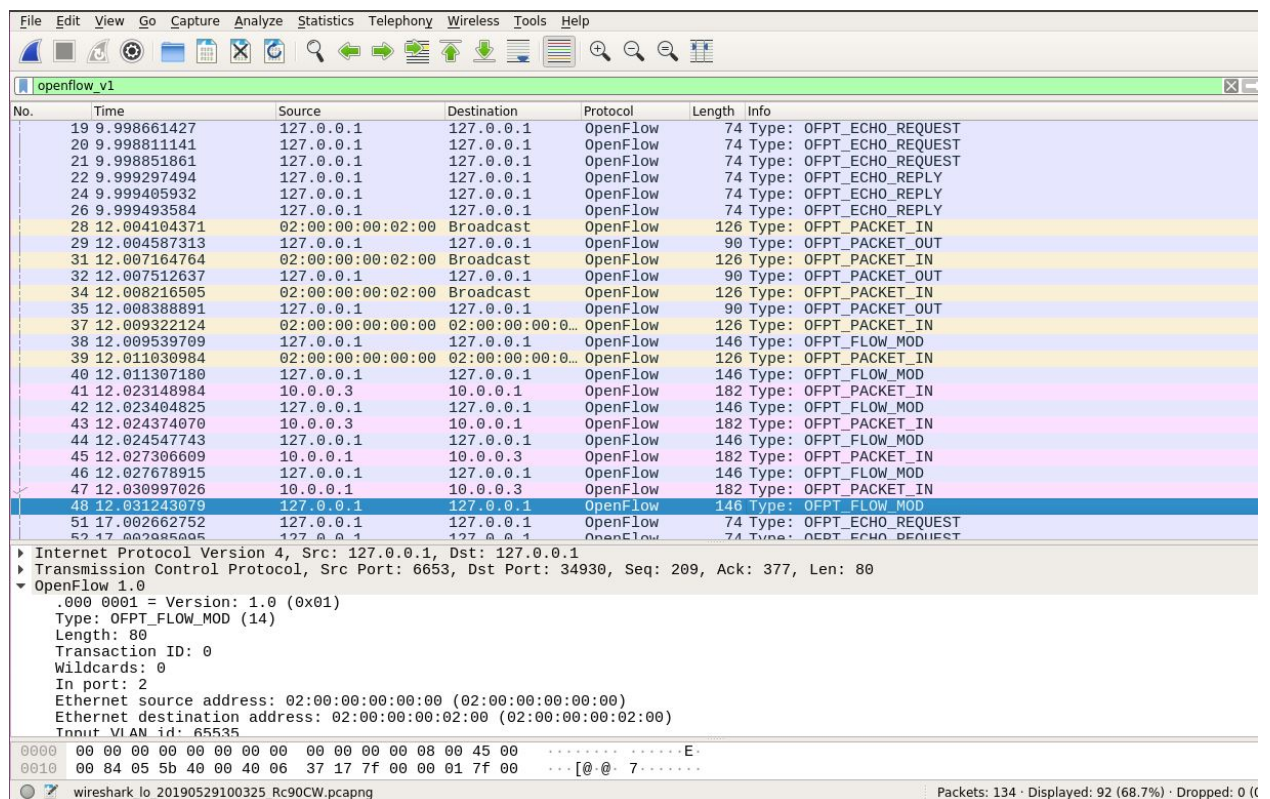 File Edit View Go Capture Analyze Statistics Telephony Wireless Tools Help
openflow_v1
No. Time Source Destination Protocol Length Info
19 9.998661427 127.0.0.1 127.0.0.1 OpenFlow 74 Type: OFPT_ECHO_REQUEST
20 9.998811141 127.0.0.1 127.0.0.1 OpenFlow 74 Type: OFPT_ECHO_REQUEST
21 9.998851861 127.0.0.1 127.0.0.1 OpenFlow 74 Type: OFPT_ECHO_REQUEST
22 9.999297494 127.0.0.1 127.0.0.1 OpenFlow 74 Type: OFPT_ECHO_REPLY
24 9.999405932 127.0.0.1 127.0.0.1 OpenFlow 74 Type: OFPT_ECHO_REPLY
26 9.999493584 127.0.0.1 127.0.0.1 OpenFlow 74 Type: OFPT_ECHO_REPLY
28 12.004104371 02:00:00:00:02:00 Broadcast OpenFlow 126 Type: OFPT_PACKET_IN
29 12.004587313 127.0.0.1 127.0.0.1 OpenFlow 90 Type: OFPT_PACKET_OUT
31 12.007164764 02:00:00:00:02:00 Broadcast OpenFlow 126 Type: OFPT_PACKET_IN
32 12.007512637 127.0.0.1 127.0.0.1 OpenFlow 90 Type: OFPT_PACKET_OUT
34 12.008216505 02:00:00:00:02:00 Broadcast OpenFlow 126 Type: OFPT_PACKET_IN
35 12.008388891 127.0.0.1 127.0.0.1 OpenFlow 90 Type: OFPT_PACKET_OUT
37 12.009322124 02:00:00:00:00:00 02:00:00:00:0… OpenFlow 126 Type: OFPT_PACKET_IN
38 12.009539709 127.0.0.1 127.0.0.1 OpenFlow 146 Type: OFPT_FLOW_MOD
39 12.011030984 02:00:00:00:00:00 02:00:00:00:0… OpenFlow 126 Type: OFPT_PACKET_IN
40 12.011307180 127.0.0.1 127.0.0.1 OpenFlow 146 Type: OFPT_FLOW_MOD
41 12.023148984 10.0.0.3 10.0.0.1 OpenFlow 182 Type: OFPT_PACKET_IN
42 12.023404825 127.0.0.1 127.0.0.1 OpenFlow 146 Type: OFPT_FLOW_MOD
43 12.024374070 10.0.0.3 10.0.0.1 OpenFlow 182 Type: OFPT_PACKET_IN
44 12.024547743 127.0.0.1 127.0.0.1 OpenFlow 146 Type: OFPT_FLOW_MOD
45 12.027306609 10.0.0.1 10.0.0.3 OpenFlow 182 Type: OFPT_PACKET_IN
46 12.027678915 127.0.0.1 127.0.0.1 OpenFlow 146 Type: OFPT_FLOW_MOD
47 12.030997026 10.0.0.1 10.0.0.3 OpenFlow 182 Type: OFPT_PACKET_IN
48 12.031243079 127.0.0.1 127.0.0.1 OpenFlow 146 Type: OFPT_FLOW_MOD
51 17.002662752 127.0.0.1 127.0.0.1 OpenFlow 74 Type: OFPT_ECHO_REQUEST
52 17.002985095 127.0.0.1 127.0.0.1 OpenFlow 74 Type: OFPT_ECHO_REQUEST
Internet Protocol Version 4, Src: 127.0.0.1, Dst: 127.0.0.1
Transmission Control Protocol, Src Port: 6653, Dst Port: 34930, Seq: 209, Ack: 377, Len: 80
OpenFlow 1.0
.000 0001 = Version: 1.0 (0x01)
Type: OFPT_FLOW_MOD (14)
Length: 80
Transaction ID: 0
Wildcards: 0
In port: 2
Ethernet source address: 02:00:00:00:00:00 (02:00:00:00:00:00)
Ethernet destination address: 02:00:00:00:02:00 (02:00:00:00:02:00)
Input VLAN id: 65535
0000 00 00 00 00 00 00 00 00 00 00 00 00 08 00 45 00 ········ ······E·
0010 00 84 05 5b 40 00 40 06 37 17 7f 00 00 01 7f 00 ···[@·@· 7·······
wireshark_lo_20190529100325_Rc90CW.pcapng Packets: 134 · Displayed: 92 (68.7%) · Dropped: 0 (0